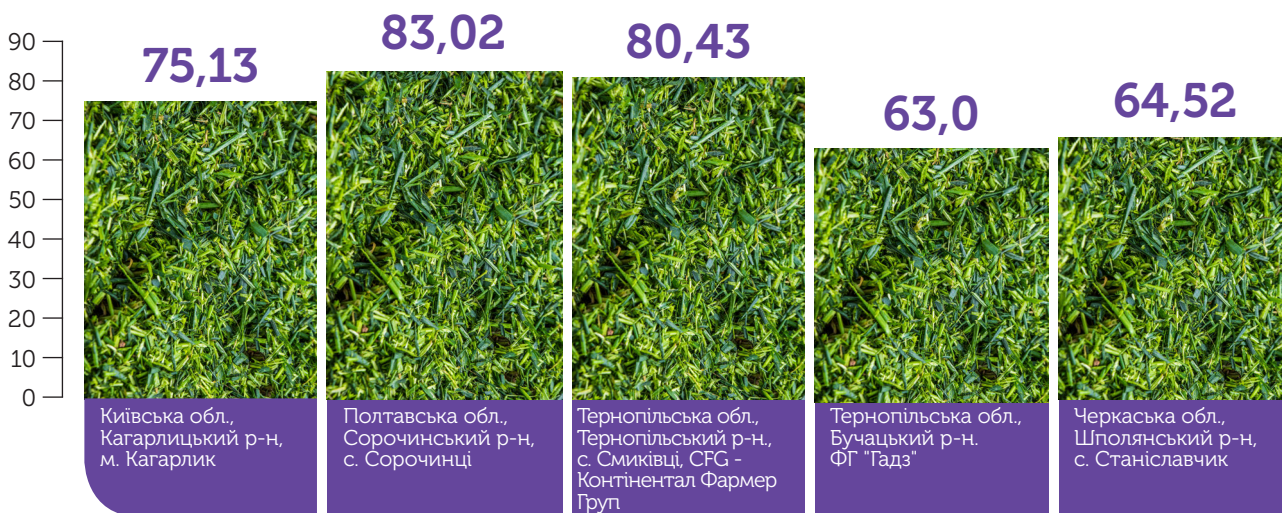 90
80
70
60
50
40
30
20
10
0
75,13
83,02
80,43
63,0
64,52
Київська обл.,
Кагарлицький р-н,
м. Кагарлик
Полтавська обл.,
Сорочинський р-н,
с. Сорочинці
Тернопільська обл.,
Тернопільський р-н.,
с. Смиківці, CFG -
Контінентал Фармер
Груп
Тернопільська обл.,
Бучацький р-н.
ФГ "Гадз"
Черкаська обл.,
Шполянський р-н,
с. Станіславчик